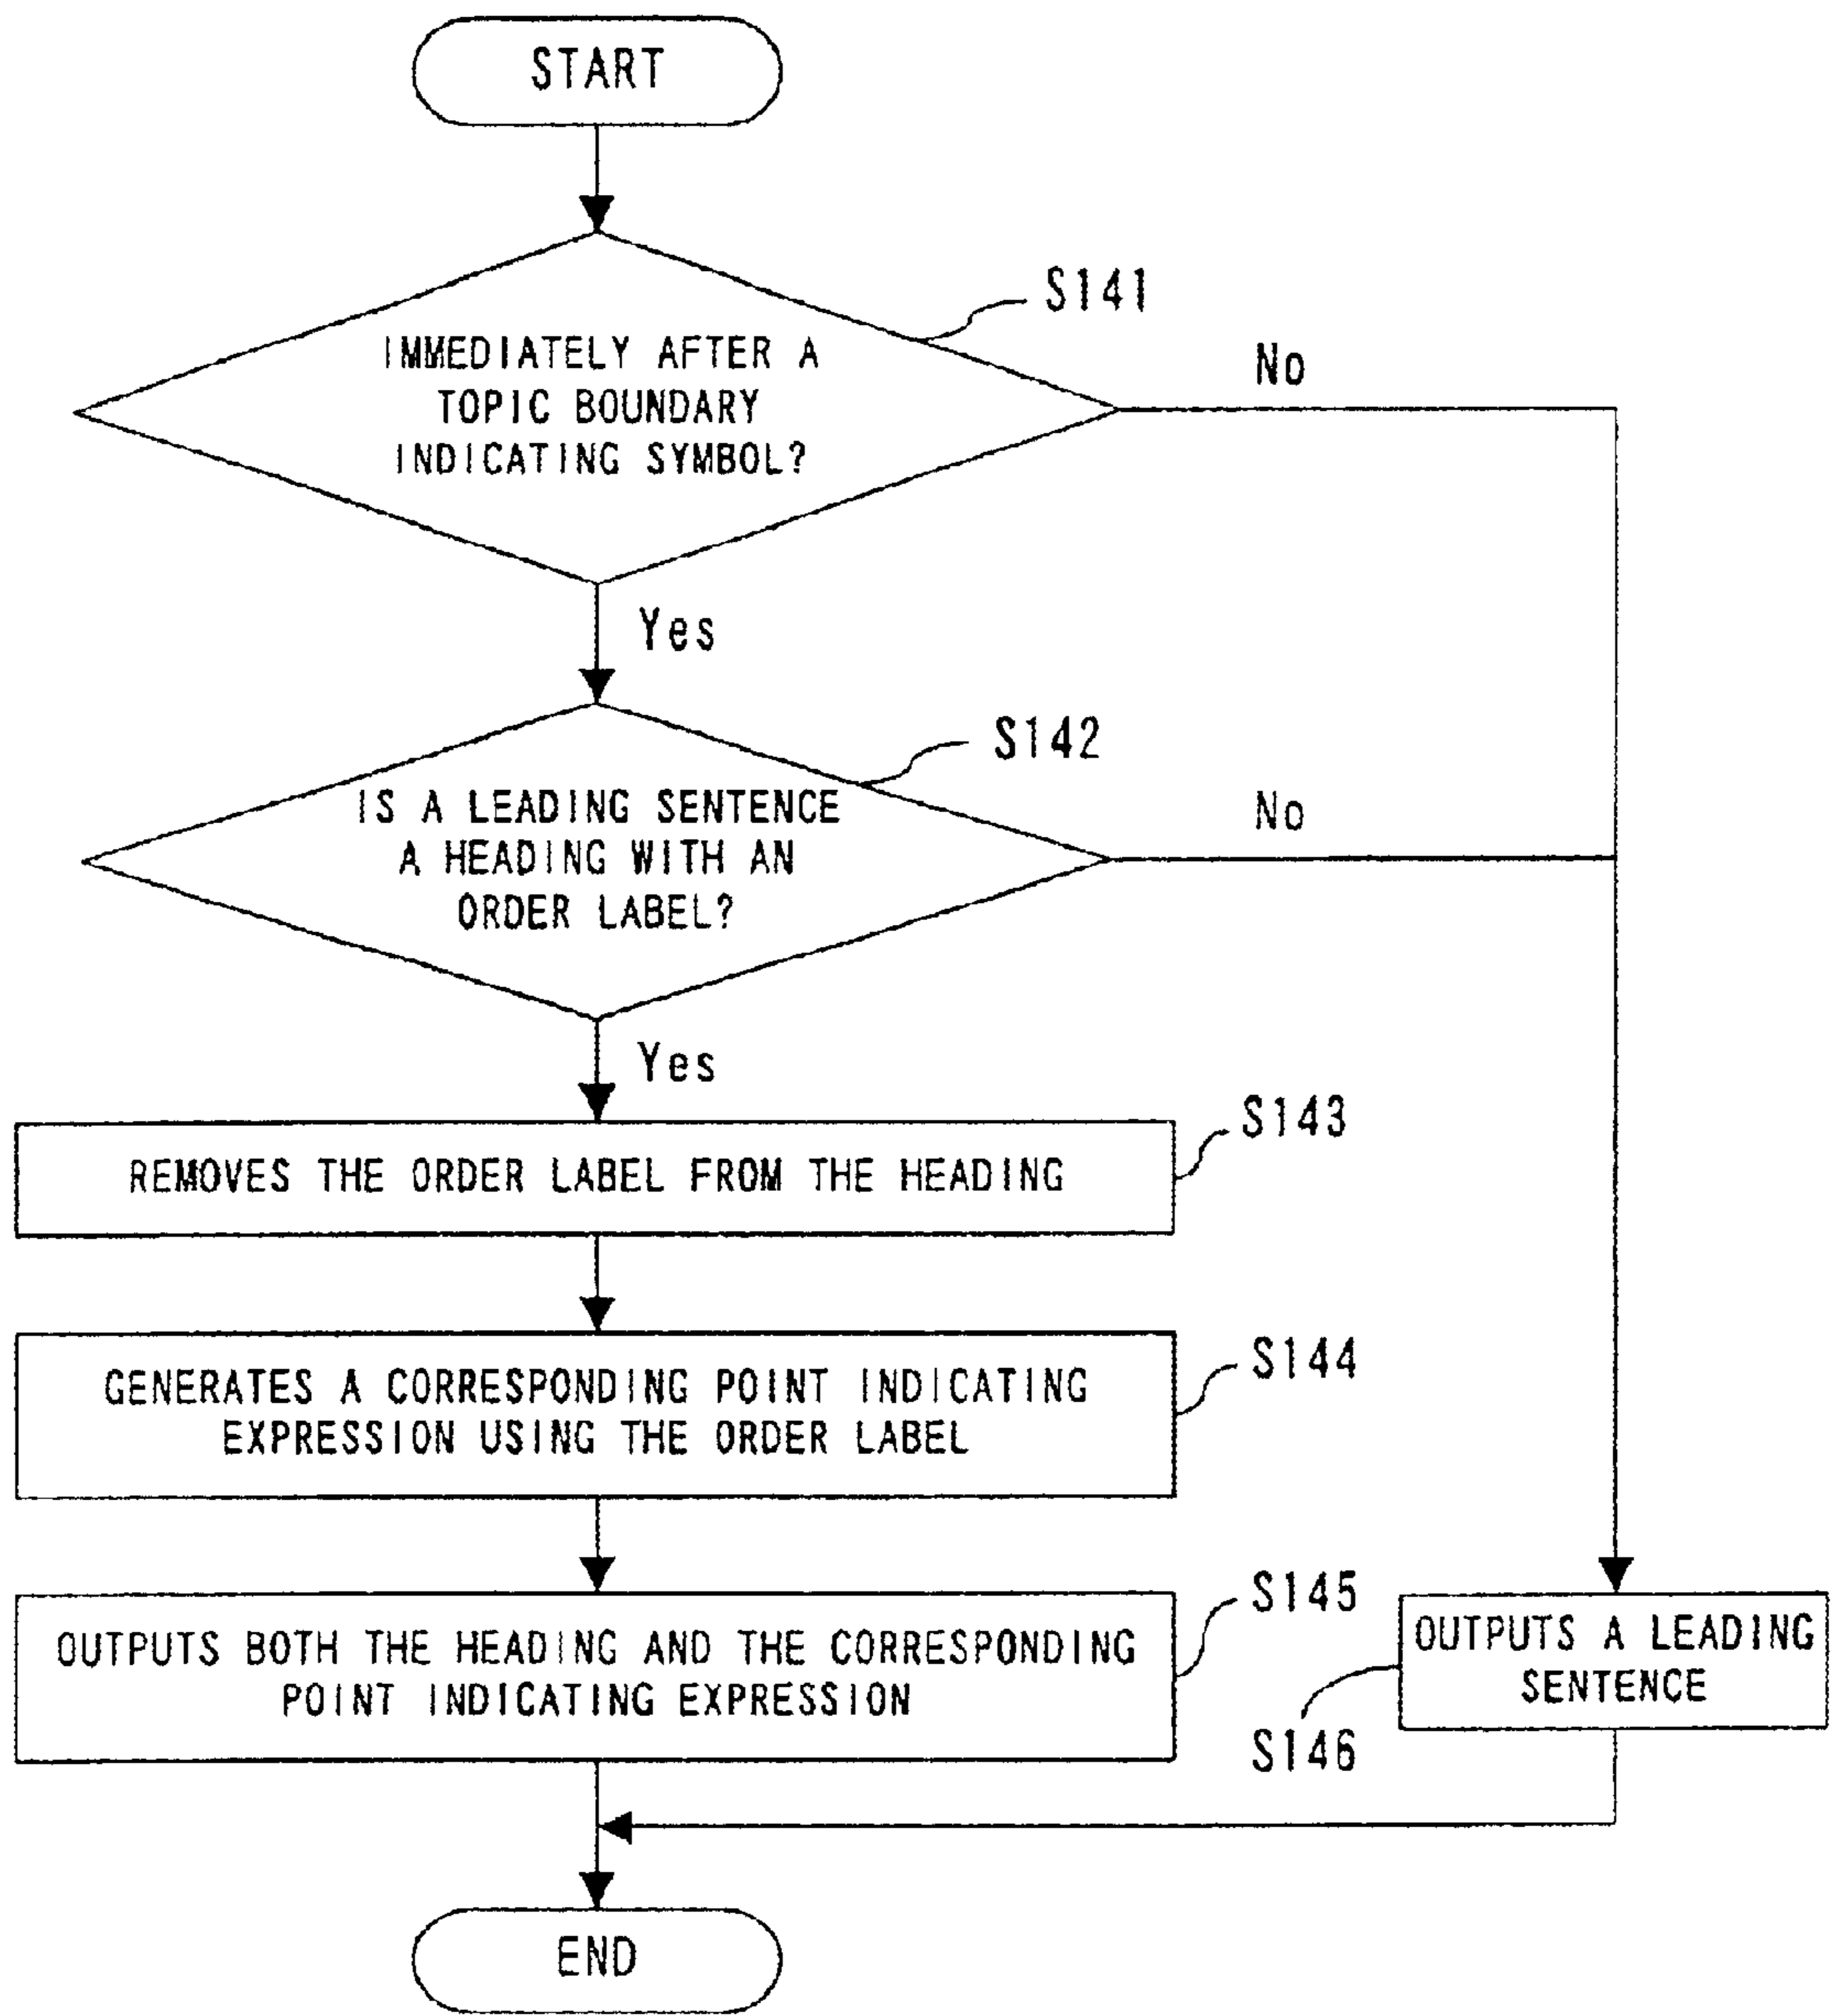 START
S141
IMMEDIATELY AFTER A
TOPIC BOUNDARY
INDICATING SYMBOL?
No
Yes
S142
IS A LEADING SENTENCE
A HEADING WITH AN
ORDER LABEL?
No
Yes
S143
REMOVES THE ORDER LABEL FROM THE HEADING
S144
GENERATES A CORRESPONDING POINT INDICATING
EXPRESSION USING THE ORDER LABEL
S145
OUTPUTS BOTH THE HEADING AND THE CORRESPONDING
POINT INDICATING EXPRESSION
OUTPUTS A LEADING
SENTENCE
S146
END